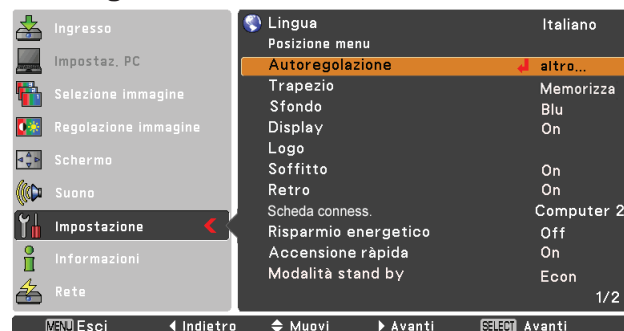 Ingresso
Impostaz. PC
Selezione immagine
Regolazione immagine
Schermo
Suono
Impostazione
Informazioni
Rete
Lingua Italiano
Posizione menu
Autoregolazione altro...
Trapezio Memorizza
Sfondo Blu
Display On
Logo
Soffitto On
Retro On
Scheda conness. Computer 2
Risparmio energetico Off
Accensione ràpida On
Modalità stand by Econ
1/2
MENU Esci Indietro Muovi Avanti SELECT Avanti